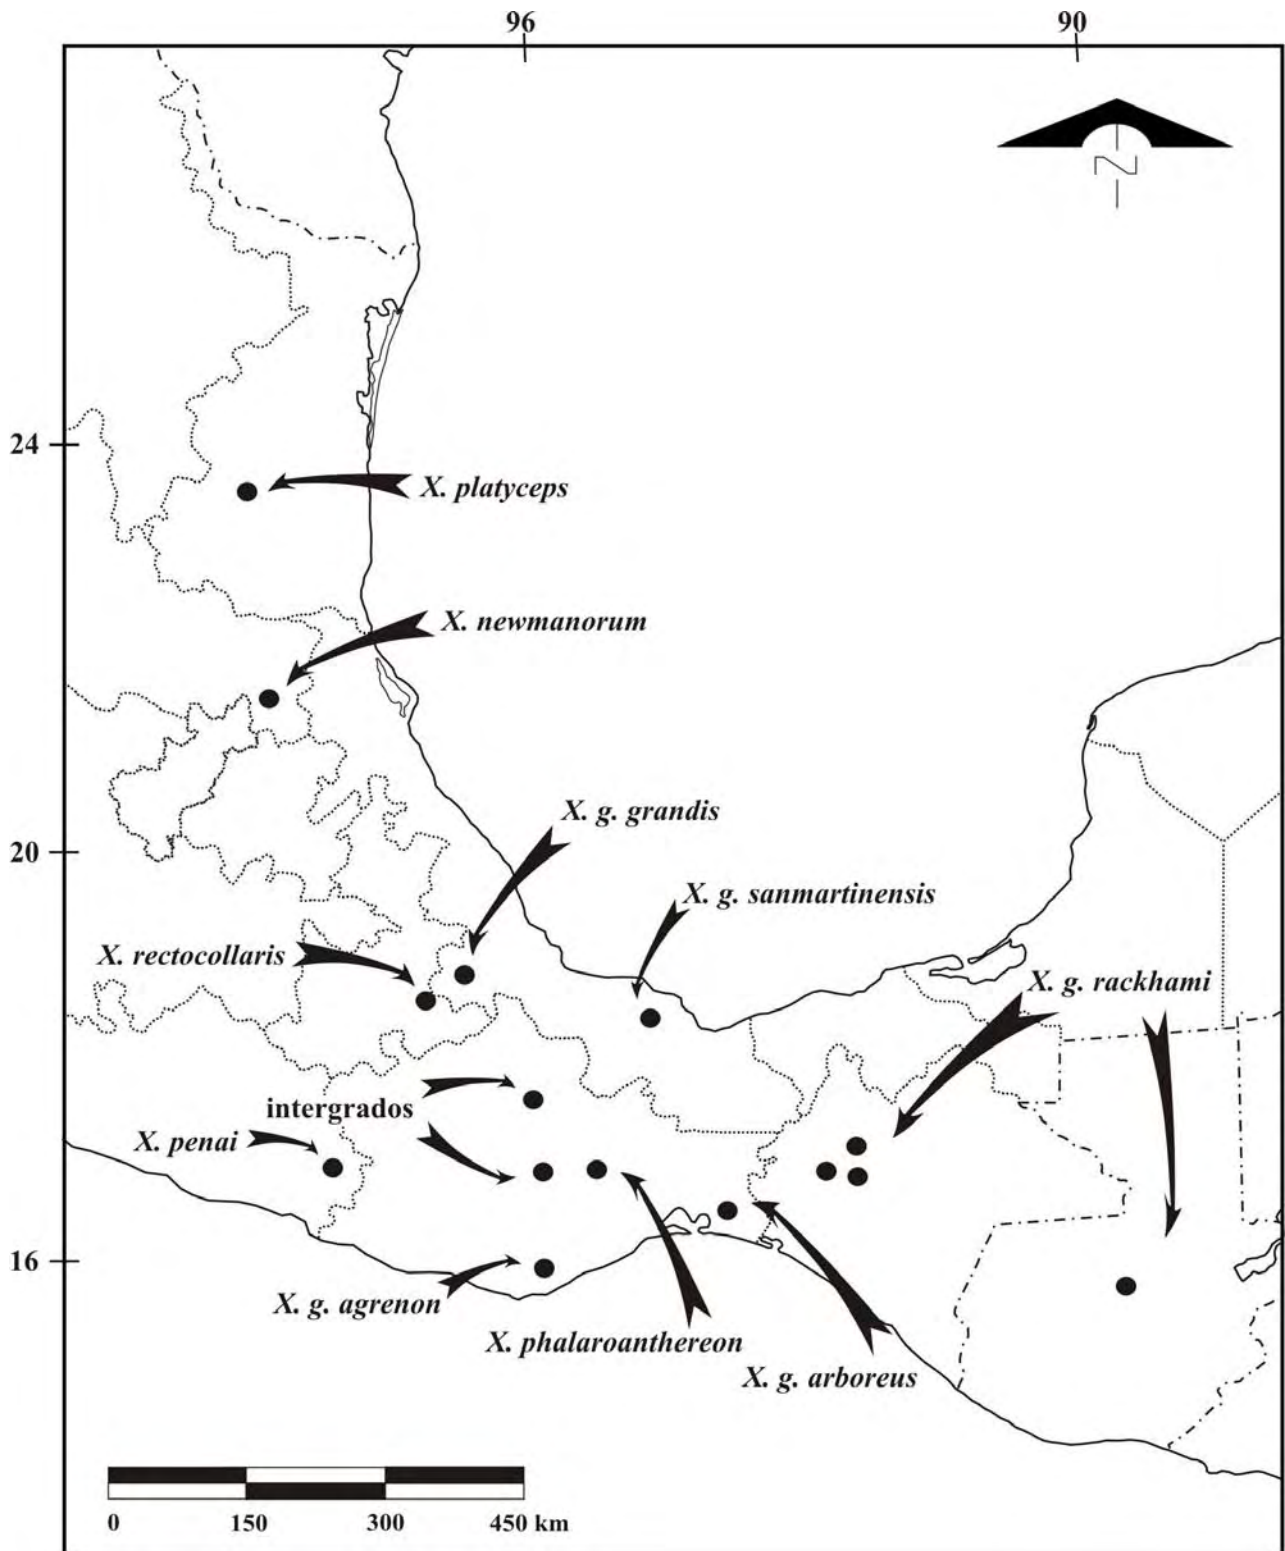 96
90
N
24
X. platyceps
X. newmanorum
X. g. grandis
20
X. g. sanmartinensis
X. rectocollaris
X. g. rackhami
intergrados
X. penai
16
X. g. agrenon
X. phalaroanthereon
X. g. arboreus
0 150 300 450 km